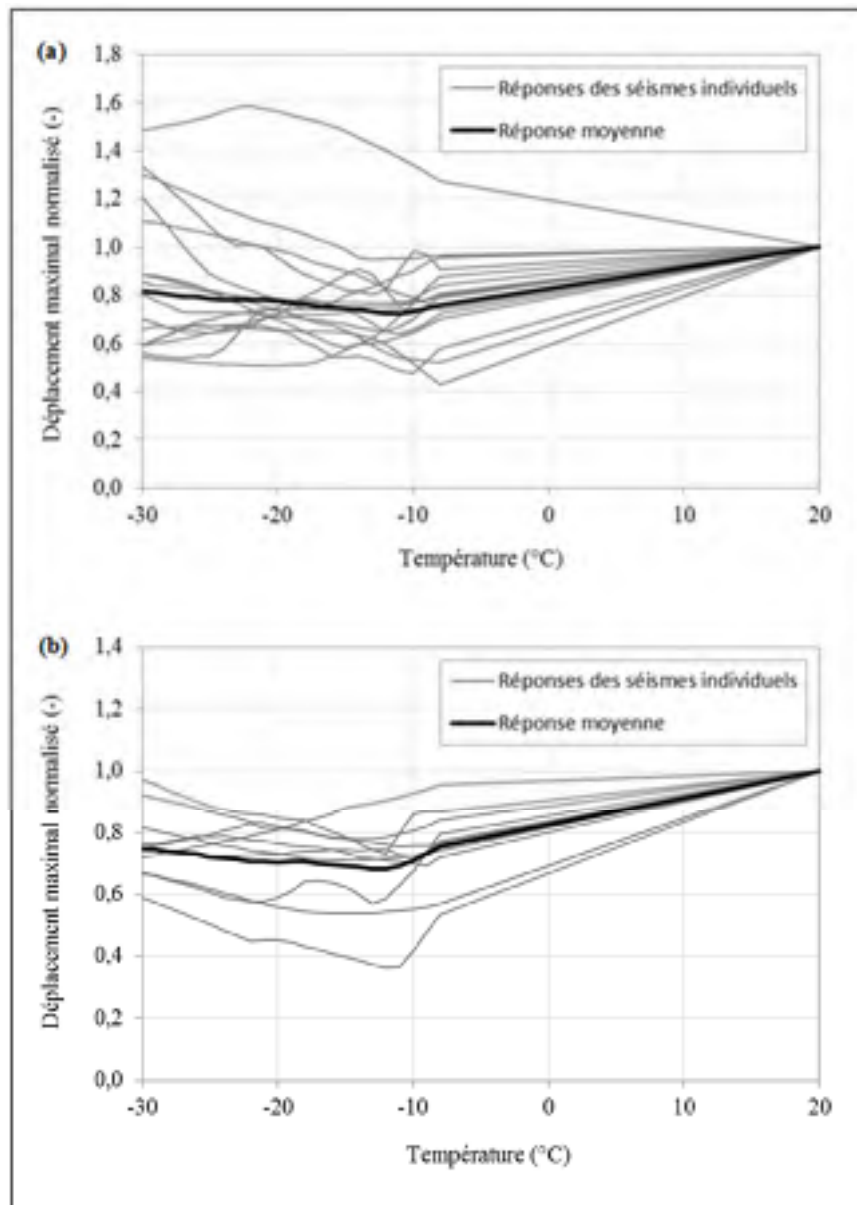 (a)
1,8
1,6
1,4
1,2
1,0
0,8
0,6
0,4
0,2
0,0
Déplacement maximal normalisé (-)
Réponses des séismes individuels
Réponse moyenne
-30 -20 -10 0 10 20
Température (°C)
(b)
1,4
1,2
1,0
0,8
0,6
0,4
0,2
0,0
Déplacement maximal normalisé (-)
Réponses des séismes individuels
Réponse moyenne
-30 -20 -10 0 10 20
Température (°C)